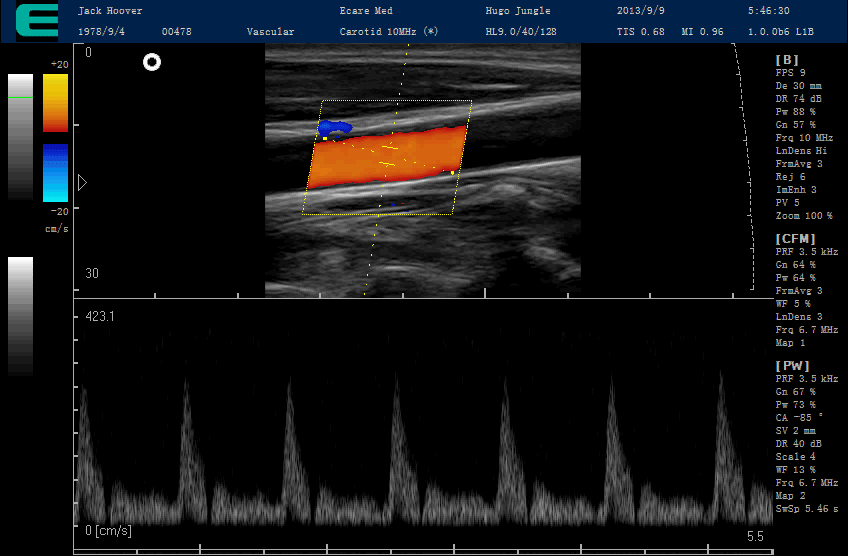 Jack Hoover Ecare Med Hugo Jungle 2013/9/9 5:46:30
1978/9/4 00478 Vascular Carotid 10MHz (*) HL9.0/40/128 TIS 0.68 MI 0.96 1.0.0b6 L1B
+20
-20
cm/s
0
30
[B]
FPS 9
De 30 mm
DR 74 dB
Pw 88 %
Gn 57 %
Frq 10 MHz
LnDens Hi
FrmAvg 3
Rej 6
ImEnh 3
PV 5
Zoom 100 %
[CFM]
PRF 3.5 kHz
Gn 64 %
Pw 64 %
FrmAvg 3
WF 5 %
LnDens 3
Frq 6.7 MHz
Map 1
423.1
0 [cm/s]
5.5
[PW]
PRF 3.5 kHz
Gn 67 %
Pw 73 %
CA -85 °
SV 2 mm
DR 40 dB
Scale 4
WF 13 %
Frq 6.7 MHz
Map 2
SwSp 5.46 s